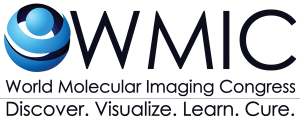 WMIC
World Molecular Imaging Congress
Discover. Visualize. Learn. Cure.